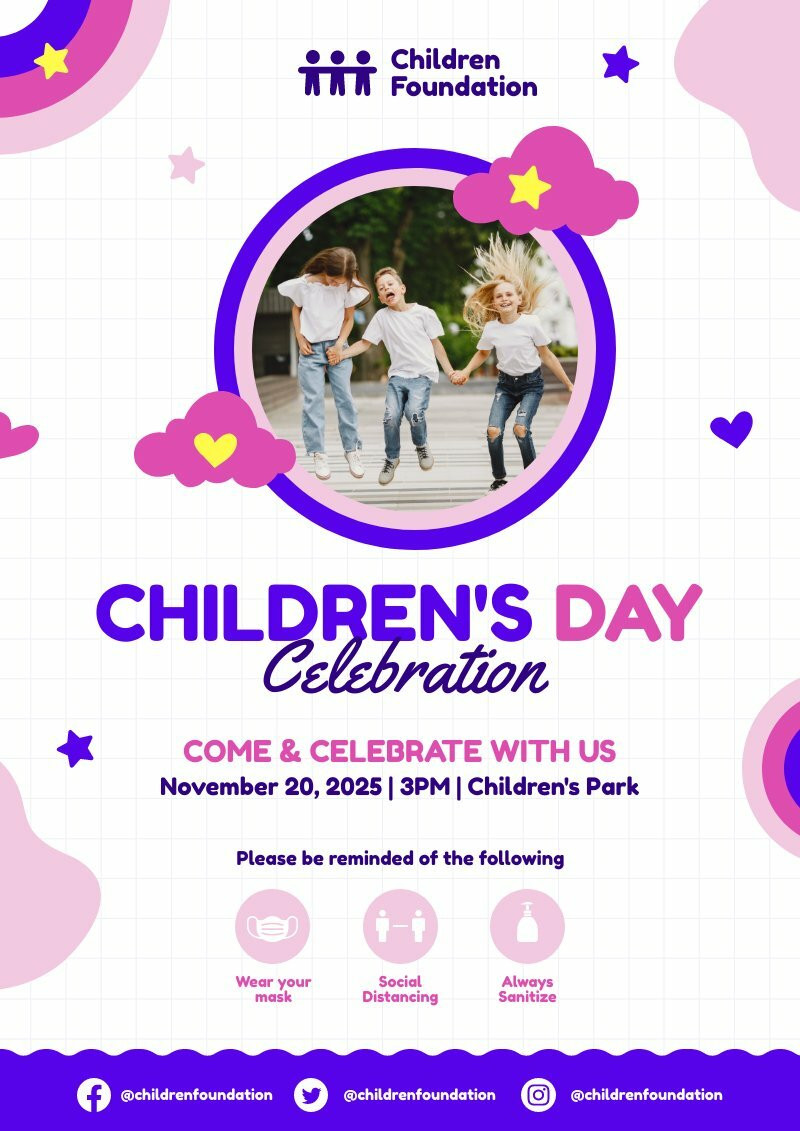 Children
Foundation
CHILDREN'S DAY
Celebration
COME & CELEBRATE WITH US
November 20, 2025 | 3PM | Children's Park
Please be reminded of the following
Wear your
mask
Social
Distancing
Always
Sanitize
@childrenfoundation @childrenfoundation @childrenfoundation